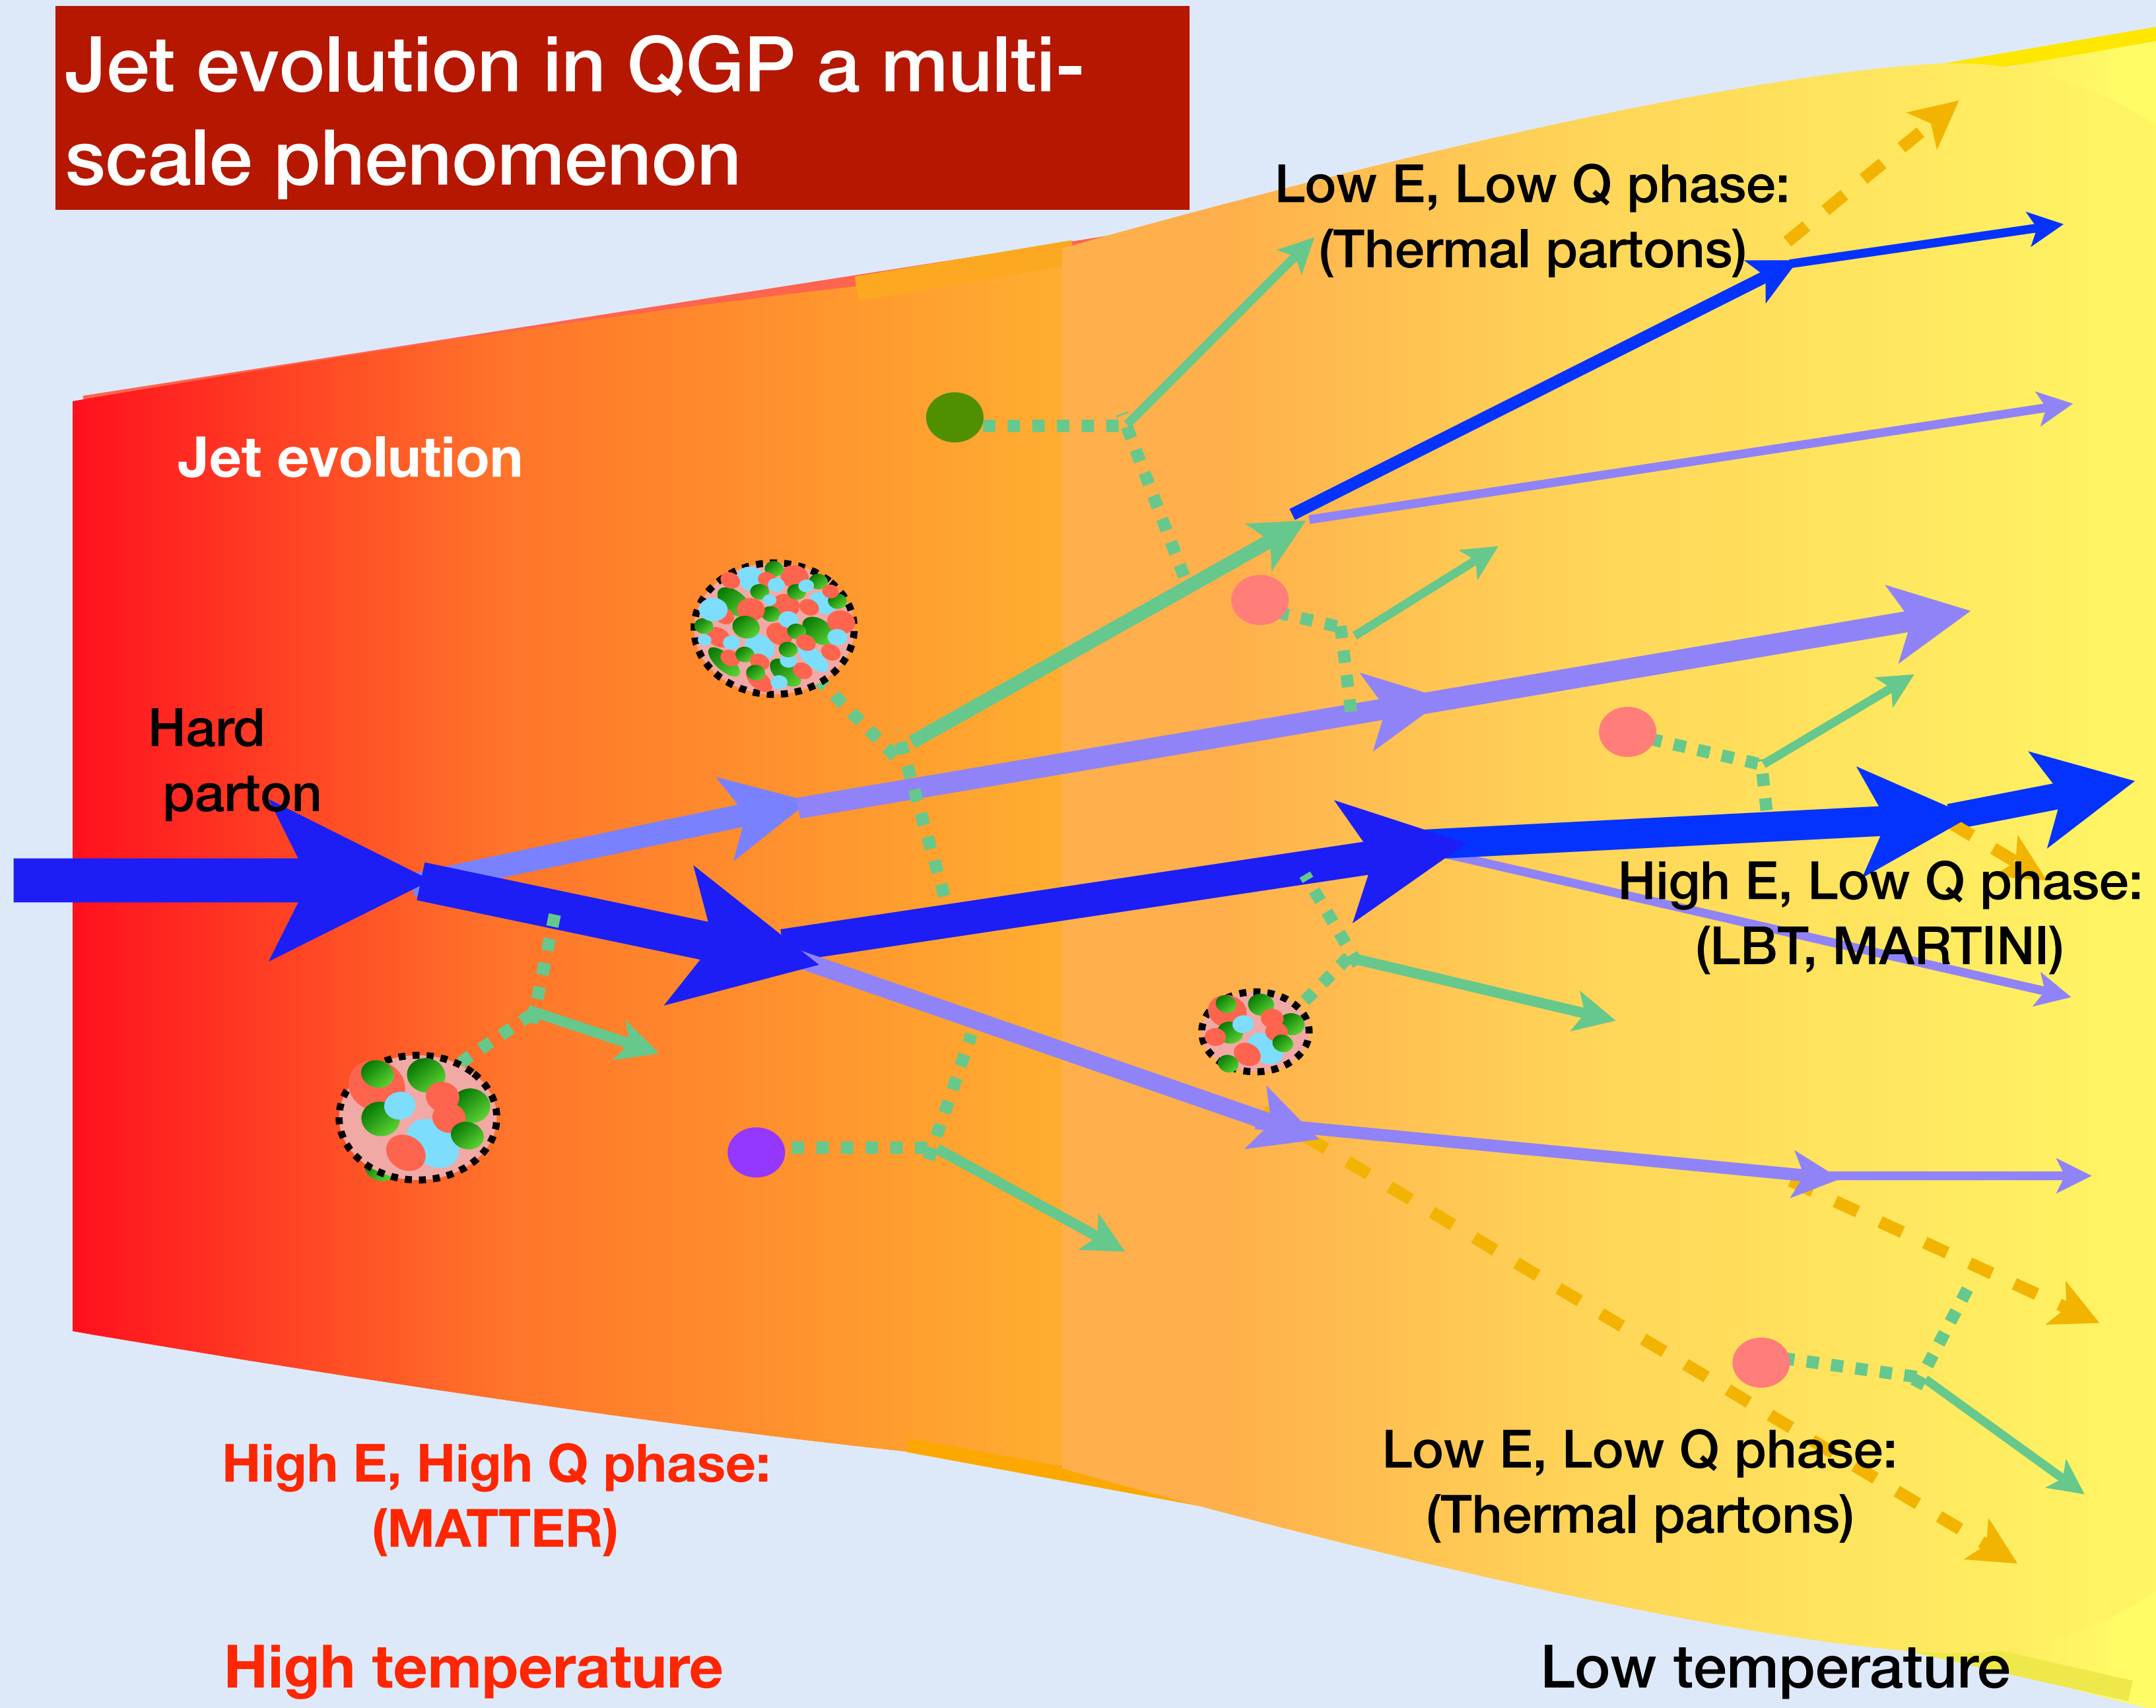 Jet evolution in QGP a multi-
scale phenomenon
Low E, Low Q phase:
(Thermal partons)
Jet evolution
Hard
parton
High E, Low Q phase:
(LBT, MARTINI)
High E, High Q phase:
(MATTER)
Low E, Low Q phase:
(Thermal partons)
High temperature
Low temperature